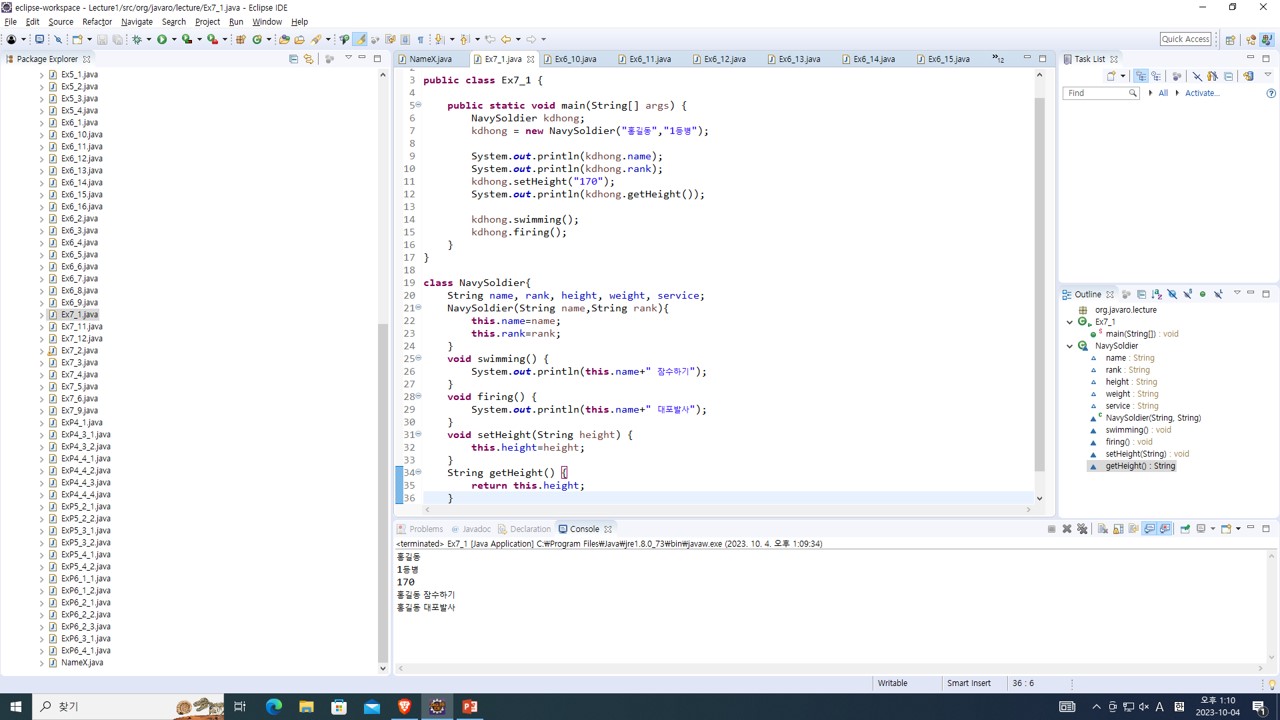 eclipse-workspace - Lecture1/src/org/javaro/lecture/Ex7_1.java - Eclipse IDE
File Edit Source Refactor Navigate Search Project Run Window Help
Quick Access
Package Explorer
Ex5_1.java
Ex5_2.java
Ex5_3.java
Ex5_4.java
Ex6_1.java
Ex6_10.java
Ex6_11.java
Ex6_12.java
Ex6_13.java
Ex6_14.java
Ex6_15.java
Ex6_16.java
Ex6_2.java
Ex6_3.java
Ex6_4.java
Ex6_5.java
Ex6_6.java
Ex6_7.java
Ex6_8.java
Ex6_9.java
Ex7_1.java
Ex7_11.java
Ex7_12.java
Ex7_2.java
Ex7_3.java
Ex7_4.java
Ex7_5.java
Ex7_6.java
Ex7_9.java
ExP4_1.java
ExP4_3_1.java
ExP4_3_2.java
ExP4_4_1.java
ExP4_4_2.java
ExP4_4_3.java
ExP4_4_4.java
ExP5_2_1.java
ExP5_2_2.java
ExP5_3_1.java
ExP5_3_2.java
ExP5_4_1.java
ExP5_4_2.java
ExP6_1_1.java
ExP6_1_2.java
ExP6_2_1.java
ExP6_2_2.java
ExP6_2_3.java
ExP6_3_1.java
ExP6_4_1.java
NameX.java
NameX.java Ex7_1.java Ex6_10.java Ex6_11.java Ex6_12.java Ex6_13.java Ex6_14.java Ex6_15.java »12
3 public class Ex7_1 {
4
5 public static void main(String[] args) {
6 NavySoldier kdhong;
7 kdhong = new NavySoldier("홍길동","1등병");
8
9 System.out.println(kdhong.name);
10 System.out.println(kdhong.rank);
11 kdhong.setHeight("170");
12 System.out.println(kdhong.getHeight());
13
14 kdhong.swimming();
15 kdhong.firing();
16 }
17 }
18
19 class NavySoldier{
20 String name, rank, height, weight, service;
21 NavySoldier(String name,String rank){
22 this.name=name;
23 this.rank=rank;
24 }
25 void swimming() {
26 System.out.println(this.name+" 잠수하기");
27 }
28 void firing() {
29 System.out.println(this.name+" 대포발사");
30 }
31 void setHeight(String height) {
32 this.height=height;
33 }
34 String getHeight() {
35 return this.height;
36 }
Task List
Find All Activate...
Outline
org.javaro.lecture
Ex7_1
main(String[]) : void
NavySoldier
name : String
rank : String
height : String
weight : String
service : String
NavySoldier(String, String)
swimming() : void
firing() : void
setHeight(String) : void
getHeight() : String
Problems Javadoc Declaration Console
<terminated> Ex7_1 [Java Application] C:₩Program Files₩Java₩jre1.8.0_73₩bin₩javaw.exe (2023. 10. 4. 오후 1:09:34)
홍길동
1등병
170
홍길동 잠수하기
홍길동 대포발사
Writable Smart Insert 36 : 6
찾기
A 오후 1:10
2023-10-04
1